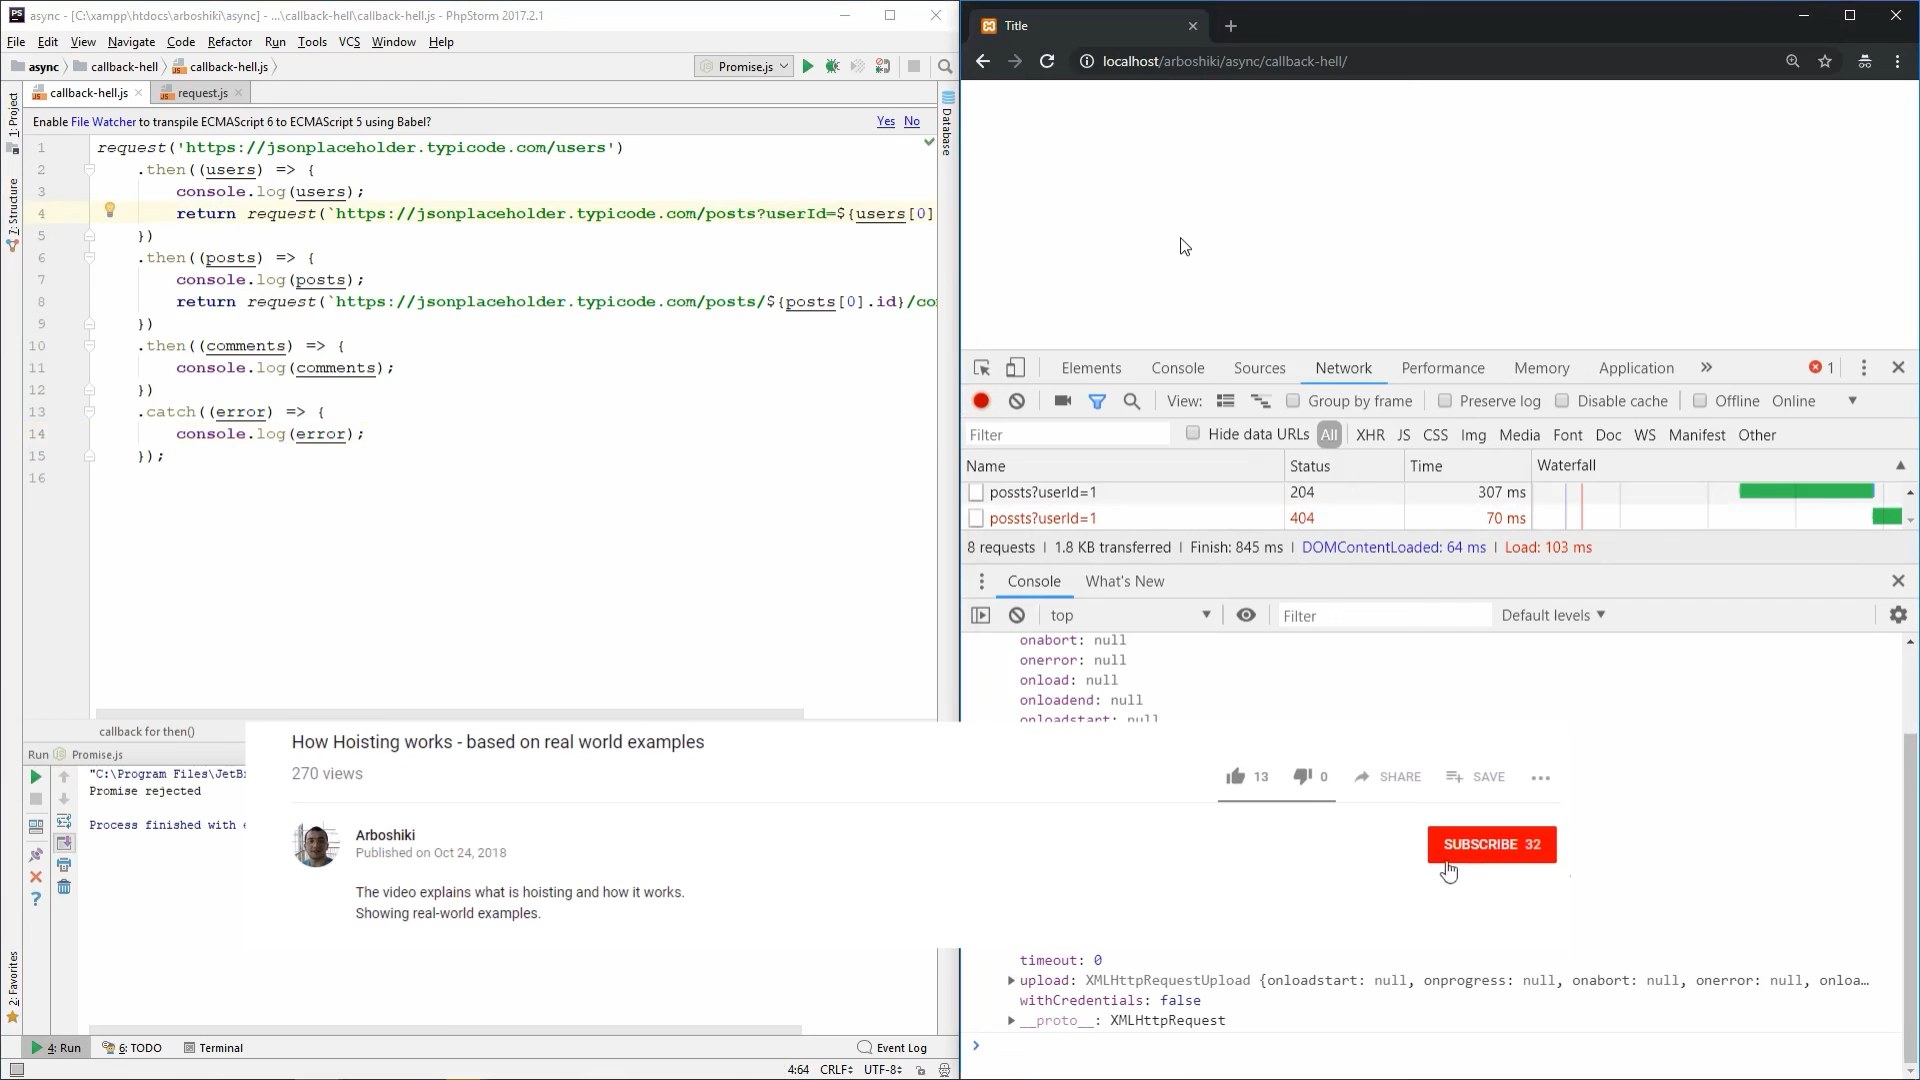 async - [C:\xampp\htdocs\arboshiki\async] - ...\callback-hell\callback-hell.js - PhpStorm 2017.2.1
File Edit View Navigate Code Refactor Run Tools VCS Window Help
async callback-hell callback-hell.js
Promise.js
callback-hell.js request.js
Enable File Watcher to transpile ECMAScript 6 to ECMAScript 5 using Babel?
Yes No
1: Project
7: Structure
2: Favorites
Database
1 request('https://jsonplaceholder.typicode.com/users')
2 .then((users) => {
3 console.log(users);
4 return request(`https://jsonplaceholder.typicode.com/posts?userId=${users[0]
5 })
6 .then((posts) => {
7 console.log(posts);
8 return request(`https://jsonplaceholder.typicode.com/posts/${posts[0].id}/co
9 })
10 .then((comments) => {
11 console.log(comments);
12 })
13 .catch((error) => {
14 console.log(error);
15 });
16
callback for then()
Run Promise.js
"C:\Program Files\JetB
Promise rejected
Process finished with
4: Run 6: TODO Terminal
Event Log
4:64 CRLF UTF-8
Title
localhost/arboshiki/async/callback-hell/
Elements Console Sources Network Performance Memory Application » 1
View: Group by frame Preserve log Disable cache Offline Online
Filter Hide data URLs All XHR JS CSS Img Media Font Doc WS Manifest Other
Name Status Time Waterfall
possts?userId=1 204 307 ms
possts?userId=1 404 70 ms
8 requests | 1.8 KB transferred | Finish: 845 ms | DOMContentLoaded: 64 ms | Load: 103 ms
Console What's New
top Filter Default levels
onabort: null
onerror: null
onload: null
onloadend: null
onloadstart: null
How Hoisting works - based on real world examples
270 views
13 0 SHARE SAVE
Arboshiki
Published on Oct 24, 2018
SUBSCRIBE 32
The video explains what is hoisting and how it works.
Showing real-world examples.
timeout: 0
upload: XMLHttpRequestUpload {onloadstart: null, onprogress: null, onabort: null, onerror: null, onloa…
withCredentials: false
__proto__: XMLHttpRequest